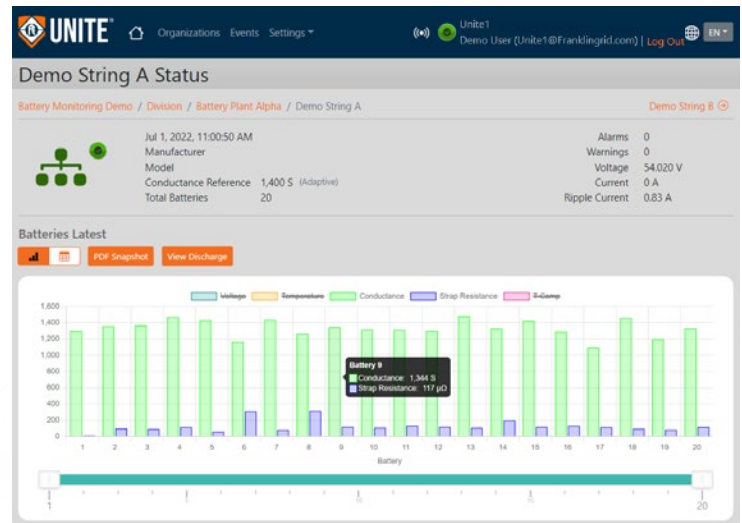 UNITE Organizations Events Settings Unite1
Demo User (Unite1@Franklingrid.com) | Log Out EN
Demo String A Status
Battery Monitoring Demo / Division / Battery Plant Alpha / Demo String A Demo String B
Jul 1, 2022, 11:00:50 AM Alarms 0
Manufacturer Warnings 0
Model Voltage 54.020 V
Conductance Reference 1,400 S (Adaptive) Current 0 A
Total Batteries 20 Ripple Current 0.83 A
Batteries Latest
PDF Snapshot View Discharge
Voltage Temperature Conductance Strap Resistance T-Comp
1,600
1,400
1,200
1,000
800
600
400
200
0
Battery 9
Conductance: 1,344 S
Strap Resistance: 117 µΩ
1 2 3 4 5 6 7 8 9 10 11 12 13 14 15 16 17 18 19 20
Battery
1 5 10 15 20